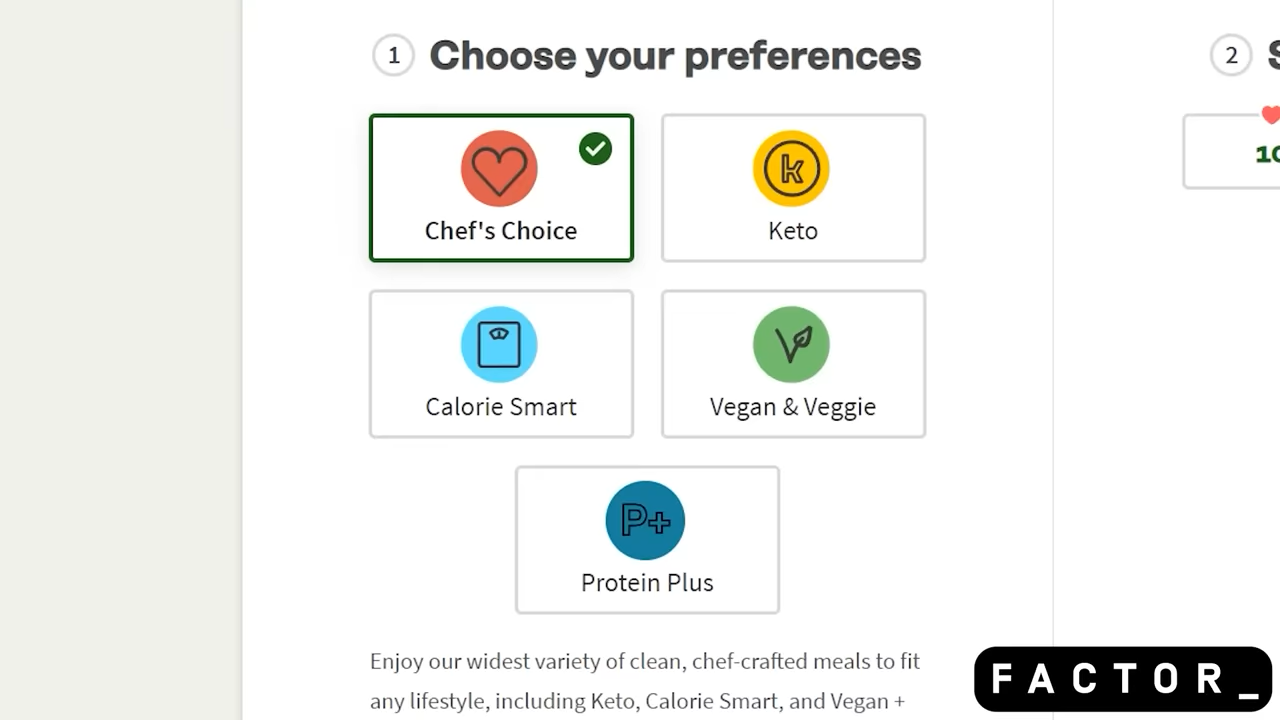 1 Choose your preferences
2
Chef's Choice
k Keto
Calorie Smart
Vegan & Veggie
P+
Protein Plus
Enjoy our widest variety of clean, chef-crafted meals to fit
any lifestyle, including Keto, Calorie Smart, and Vegan +
FACTOR_